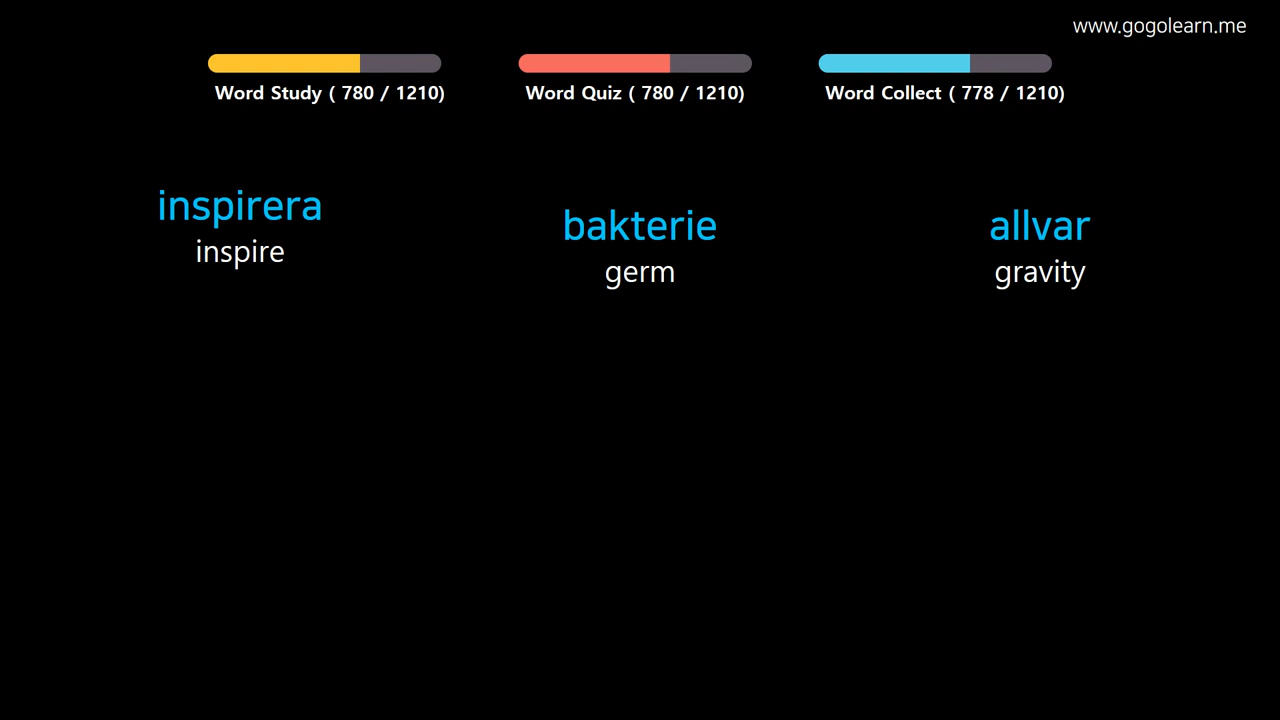 www.gogolearn.me
Word Study ( 780 / 1210)
Word Quiz ( 780 / 1210)
Word Collect ( 778 / 1210)
inspirera
inspire
bakterie
germ
allvar
gravity